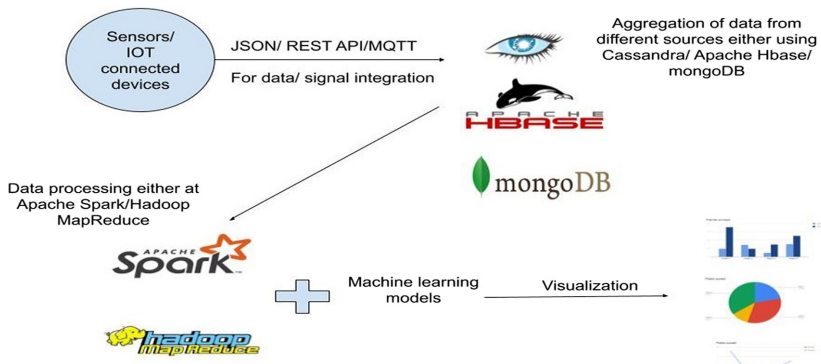 Sensors/
IOT
connected
devices
JSON/ REST API/MQTT
For data/ signal integration
Aggregation of data from
different sources either using
Cassandra/ Apache Hbase/
mongoDB
APACHE
HBASE
mongoDB
Data processing either at
Apache Spark/Hadoop
MapReduce
APACHE
Spark
hadoop
MapReduce
Machine learning
models
Visualization